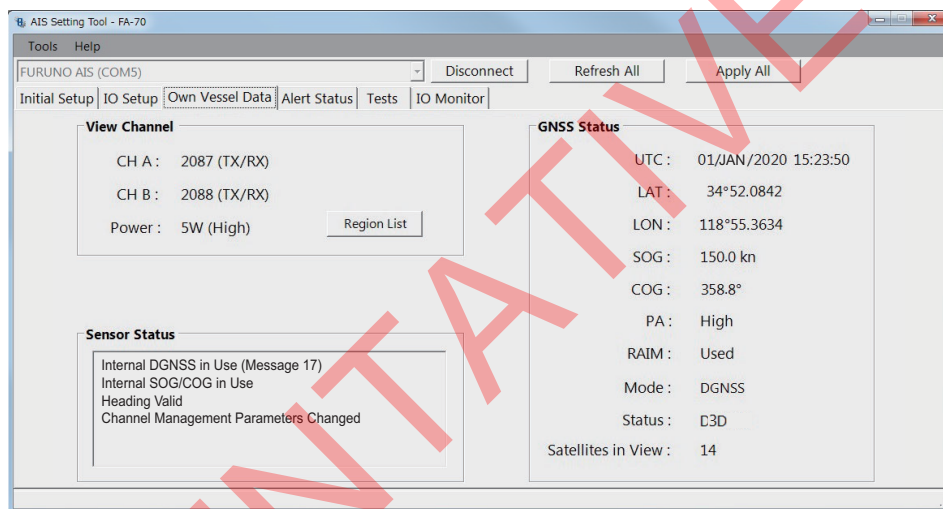 AIS Setting Tool - FA-70
Tools Help
FURUNO AIS (COM5) Disconnect Refresh All Apply All
Initial Setup IO Setup Own Vessel Data Alert Status Tests IO Monitor
View Channel
CH A : 2087 (TX/RX)
CH B : 2088 (TX/RX)
Power : 5W (High) Region List
Sensor Status
Internal DGNSS in Use (Message 17)
Internal SOG/COG in Use
Heading Valid
Channel Management Parameters Changed
GNSS Status
UTC : 01/JAN/2020 15:23:50
LAT : 34°52.0842
LON : 118°55.3634
SOG : 150.0 kn
COG : 358.8°
PA : High
RAIM : Used
Mode : DGNSS
Status : D3D
Satellites in View : 14
NTATIVE